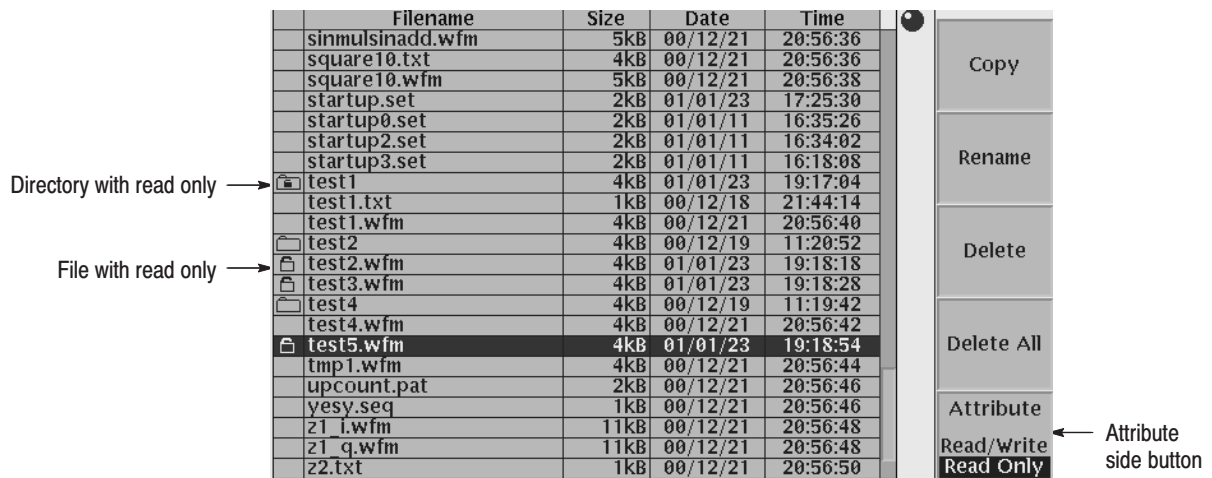 Filename Size Date Time
sinmulsinadd.wfm 5kB 00/12/21 20:56:36
square10.txt 4kB 00/12/21 20:56:36
square10.wfm 5kB 00/12/21 20:56:38
startup.set 2kB 01/01/23 17:25:30
startup0.set 2kB 01/01/11 16:35:26
startup2.set 2kB 01/01/11 16:34:02
startup3.set 2kB 01/01/11 16:18:08
test1 4kB 01/01/23 19:17:04
test1.txt 1kB 00/12/18 21:44:14
test1.wfm 4kB 00/12/21 20:56:40
test2 4kB 00/12/19 11:20:52
test2.wfm 4kB 01/01/23 19:18:18
test3.wfm 4kB 01/01/23 19:18:28
test4 4kB 00/12/19 11:19:42
test4.wfm 4kB 00/12/21 20:56:42
test5.wfm 4kB 01/01/23 19:18:54
tmp1.wfm 4kB 00/12/21 20:56:44
upcount.pat 2kB 00/12/21 20:56:46
yesy.seq 1kB 00/12/21 20:56:46
z1_i.wfm 11kB 00/12/21 20:56:48
z1_q.wfm 11kB 00/12/21 20:56:48
z2.txt 1kB 00/12/21 20:56:50
Directory with read only
File with read only
Copy
Rename
Delete
Delete All
Attribute
Read/Write
Read Only
Attribute
side button